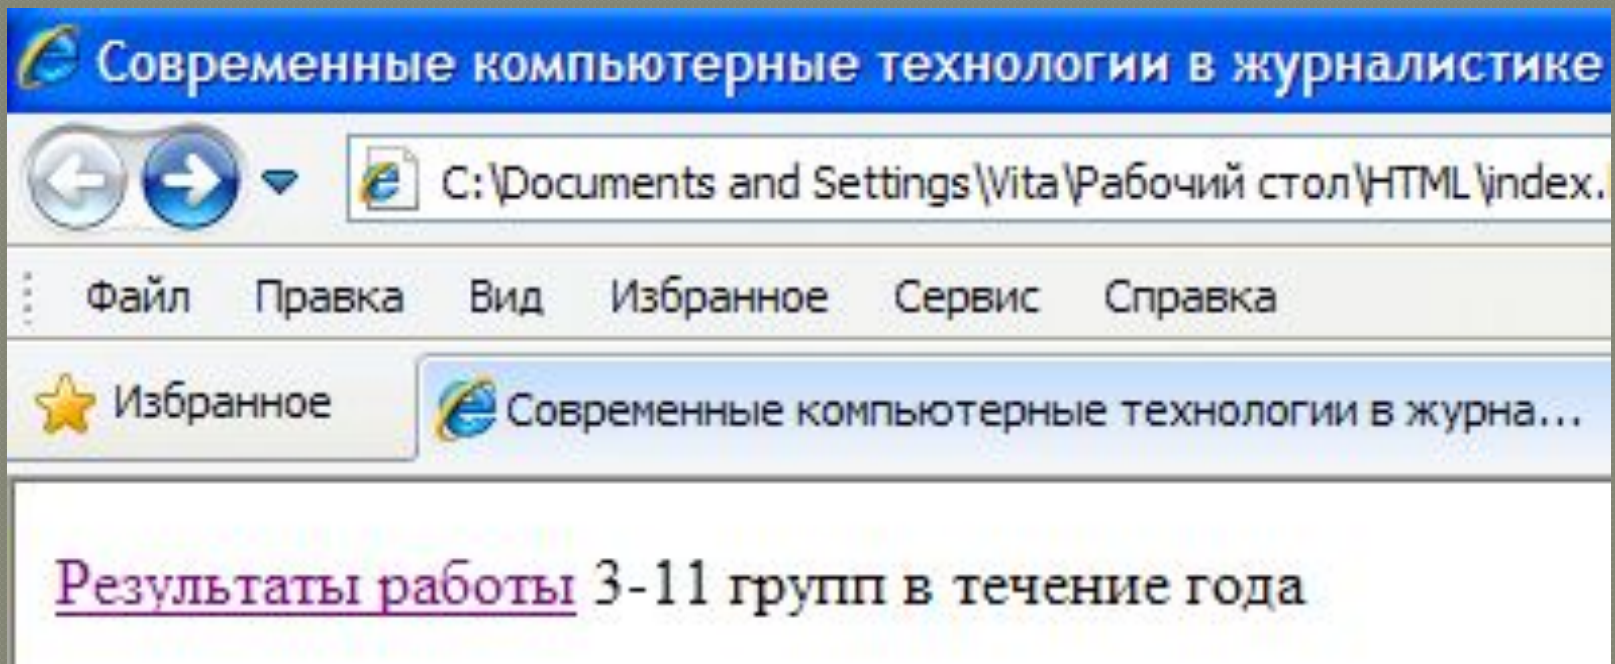 Современные компьютерные технологии в журналистике
C:\Documents and Settings\Vita\Рабочий стол\HTML\index.
Файл Правка Вид Избранное Сервис Справка
Избранное Современные компьютерные технологии в журна...
Результаты работы 3-11 групп в течение года